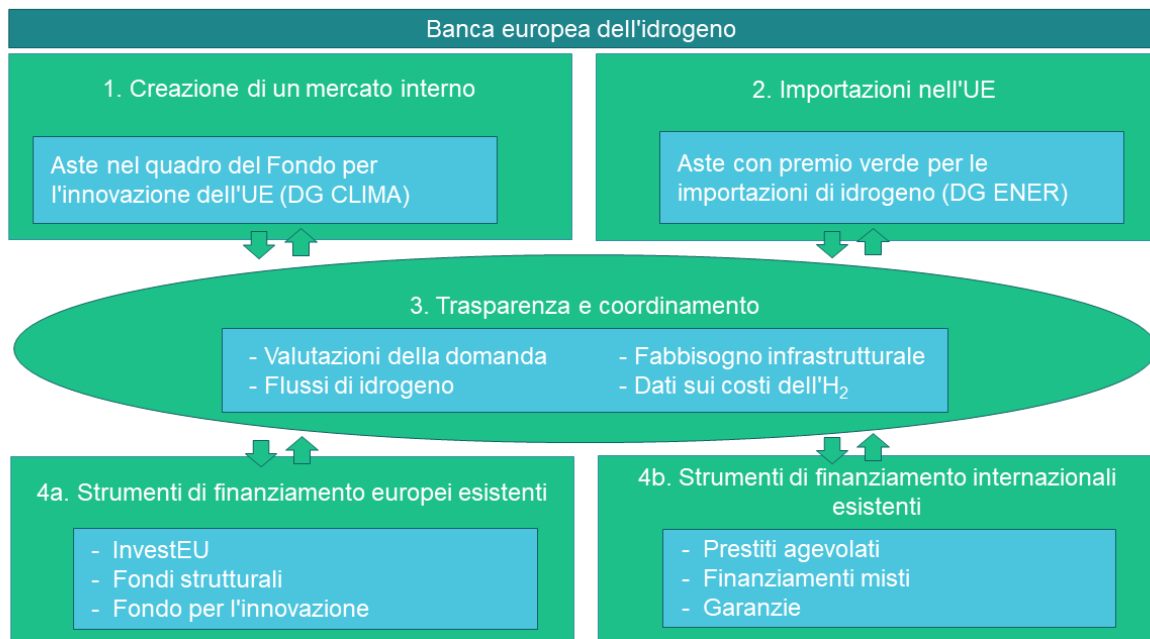 Banca europea dell'idrogeno
1. Creazione di un mercato interno
Aste nel quadro del Fondo per
l'innovazione dell'UE (DG CLIMA)
2. Importazioni nell'UE
Aste con premio verde per le
importazioni di idrogeno (DG ENER)
3. Trasparenza e coordinamento
- Valutazioni della domanda
- Flussi di idrogeno
- Fabbisogno infrastrutturale
- Dati sui costi dell'H₂
4a. Strumenti di finanziamento europei esistenti
- InvestEU
- Fondi strutturali
- Fondo per l'innovazione
4b. Strumenti di finanziamento internazionali
esistenti
- Prestiti agevolati
- Finanziamenti misti
- Garanzie